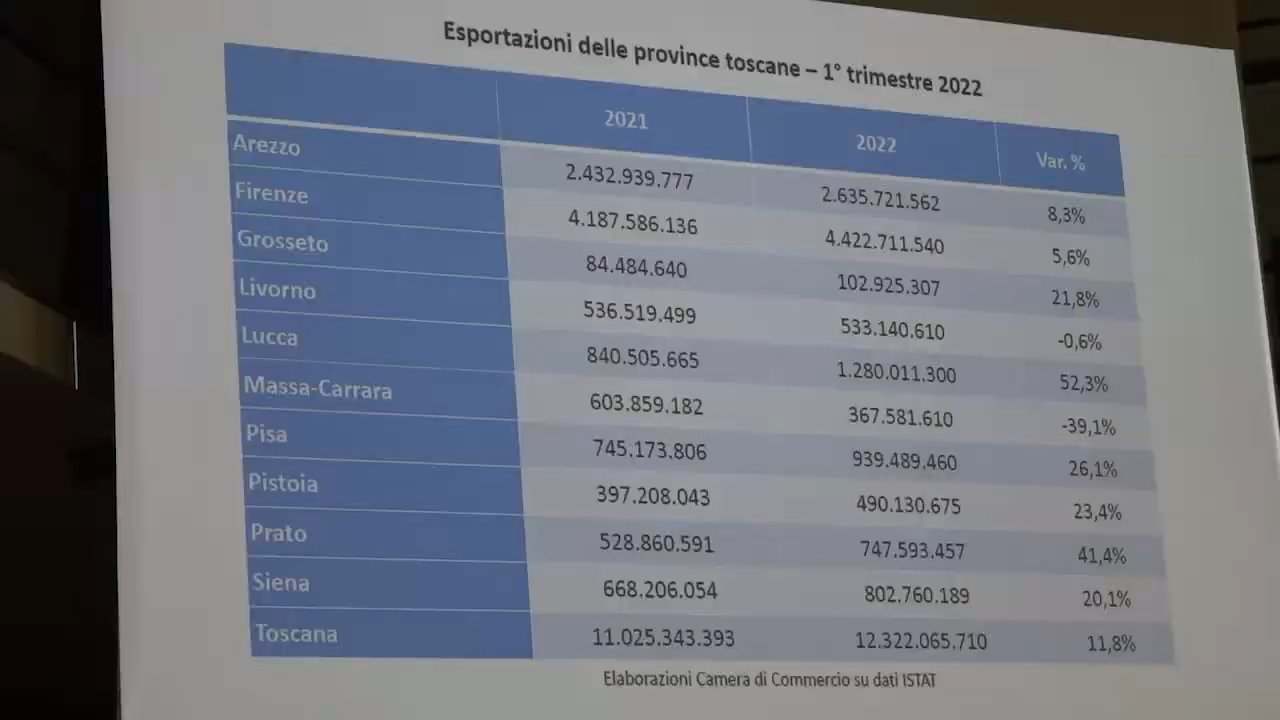 Esportazioni delle province toscane – 1° trimestre 2022
2021 2022 Var. %
Arezzo 2.432.939.777 2.635.721.562 8,3%
Firenze 4.187.586.136 4.422.711.540 5,6%
Grosseto 84.484.640 102.925.307 21,8%
Livorno 536.519.499 533.140.610 -0,6%
Lucca 840.505.665 1.280.011.300 52,3%
Massa-Carrara 603.859.182 367.581.610 -39,1%
Pisa 745.173.806 939.489.460 26,1%
Pistoia 397.208.043 490.130.675 23,4%
Prato 528.860.591 747.593.457 41,4%
Siena 668.206.054 802.760.189 20,1%
Toscana 11.025.343.393 12.322.065.710 11,8%
Elaborazioni Camera di Commercio su dati ISTAT